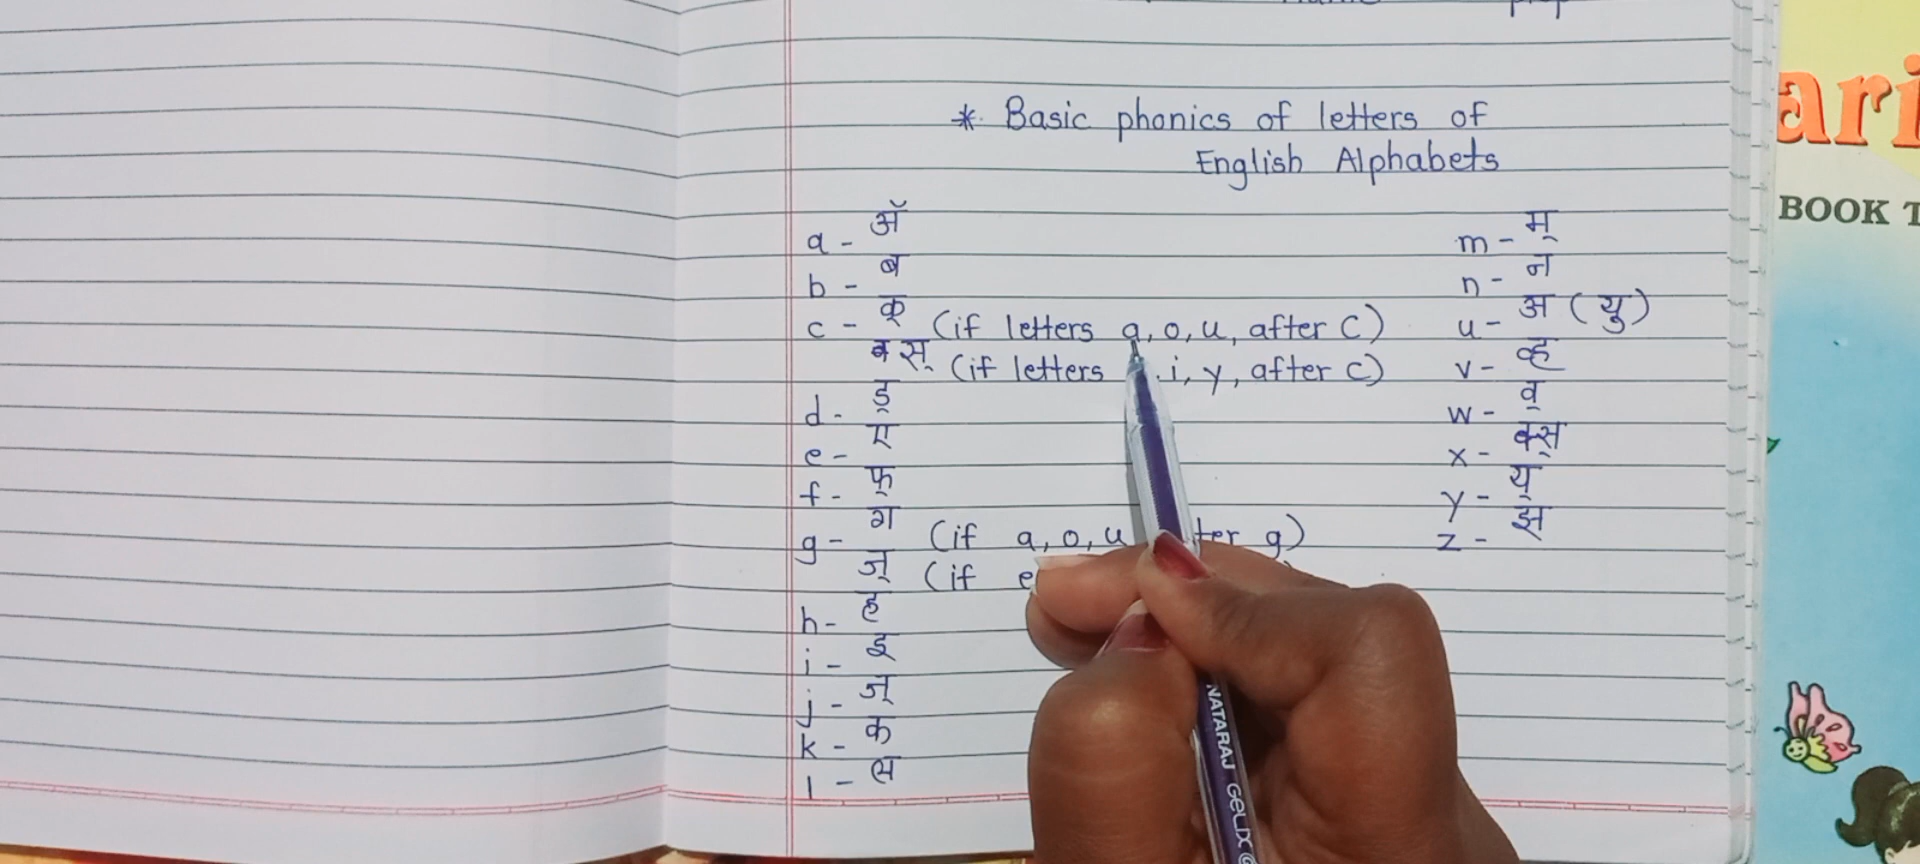 * Basic phonics of letters of
English Alphabets
a - ॲ
b - ब
c - क् (if letters a, o, u, after c)
स् (if letters i, y, after c)
d - ड्
e - ए
f - फ्
g - ग (if a, o, u ter g)
ज् (if e
h - ह
i - इ
j - ज्
k - क
l - ल
m - म्
n - न
u - अ (यु)
v - व्ह
w - व्
x - क्स
y - य्
z - झ
ari
BOOK T
NATARAJ GELIX